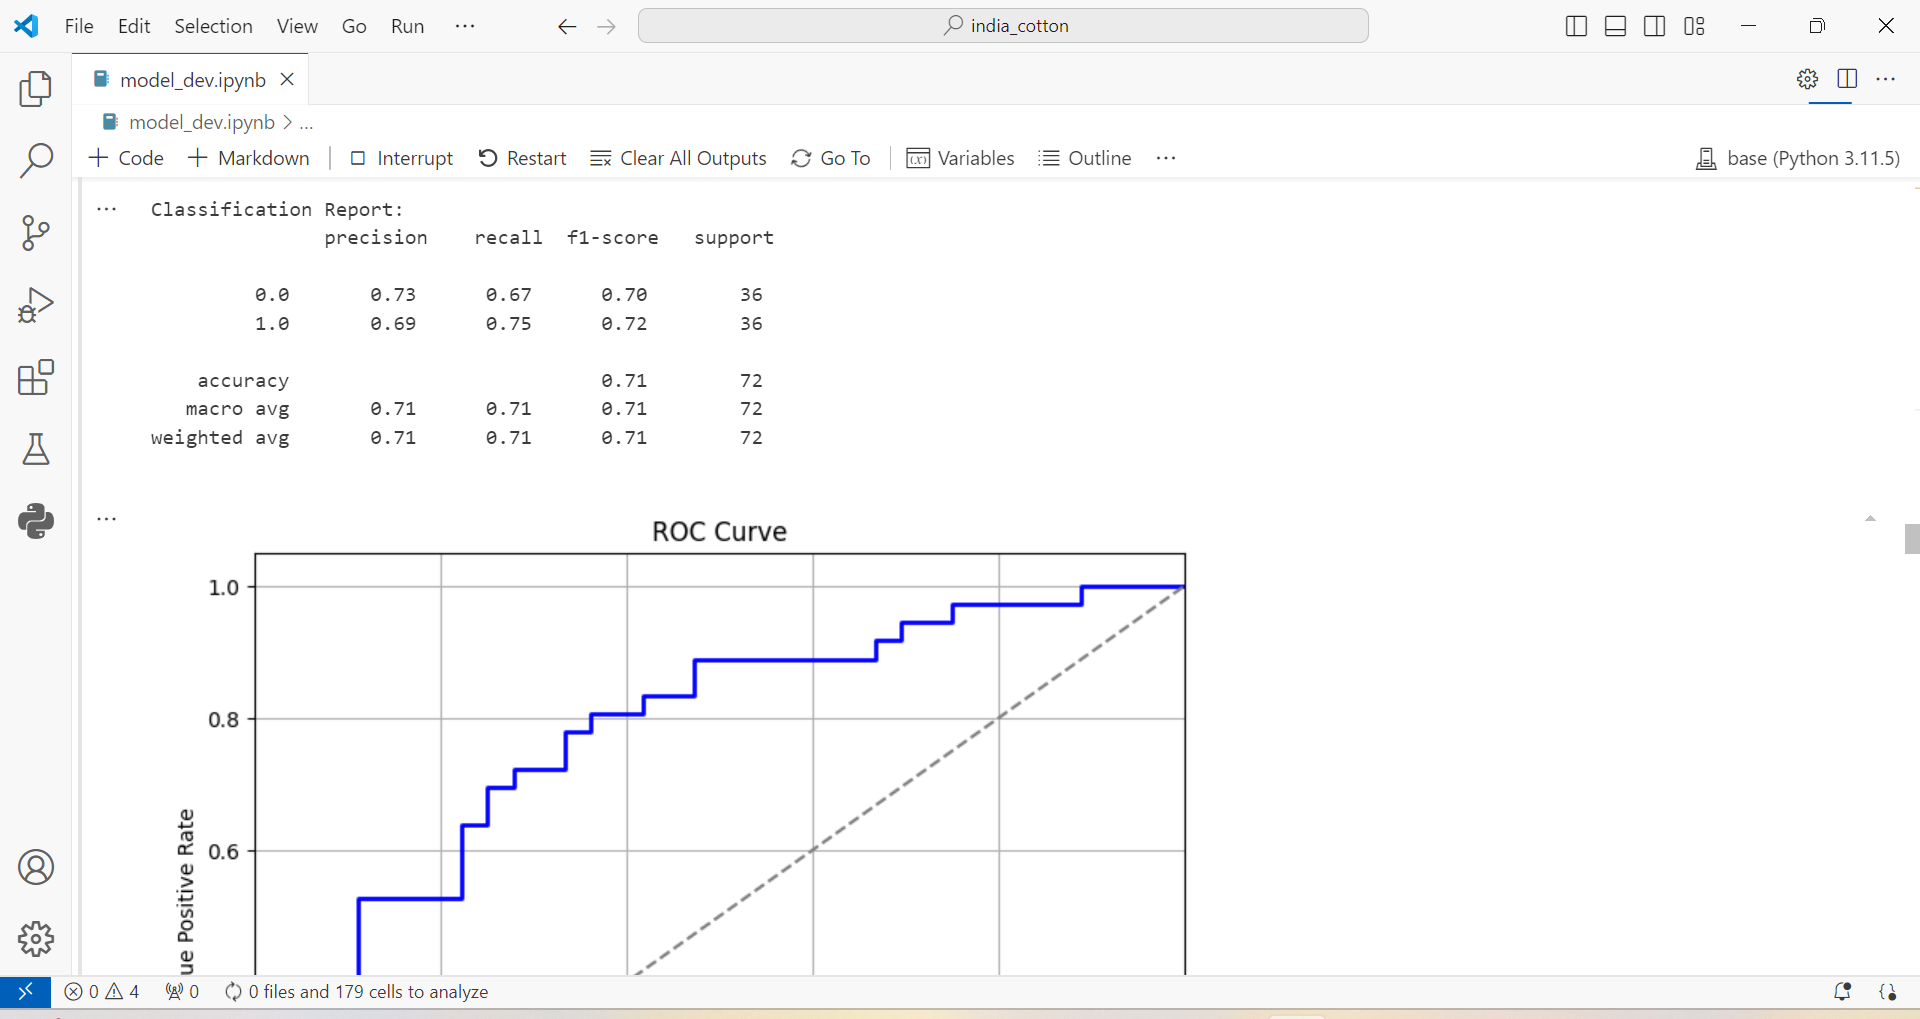 File Edit Selection View Go Run ... india_cotton
model_dev.ipynb
model_dev.ipynb > ...
Code Markdown Interrupt Restart Clear All Outputs Go To Variables Outline ... base (Python 3.11.5)
... Classification Report:
precision recall f1-score support
0.0 0.73 0.67 0.70 36
1.0 0.69 0.75 0.72 36
accuracy 0.71 72
macro avg 0.71 0.71 0.71 72
weighted avg 0.71 0.71 0.71 72
...
ROC Curve
1.0
0.8
0.6
ue Positive Rate
0 4 0 0 files and 179 cells to analyze